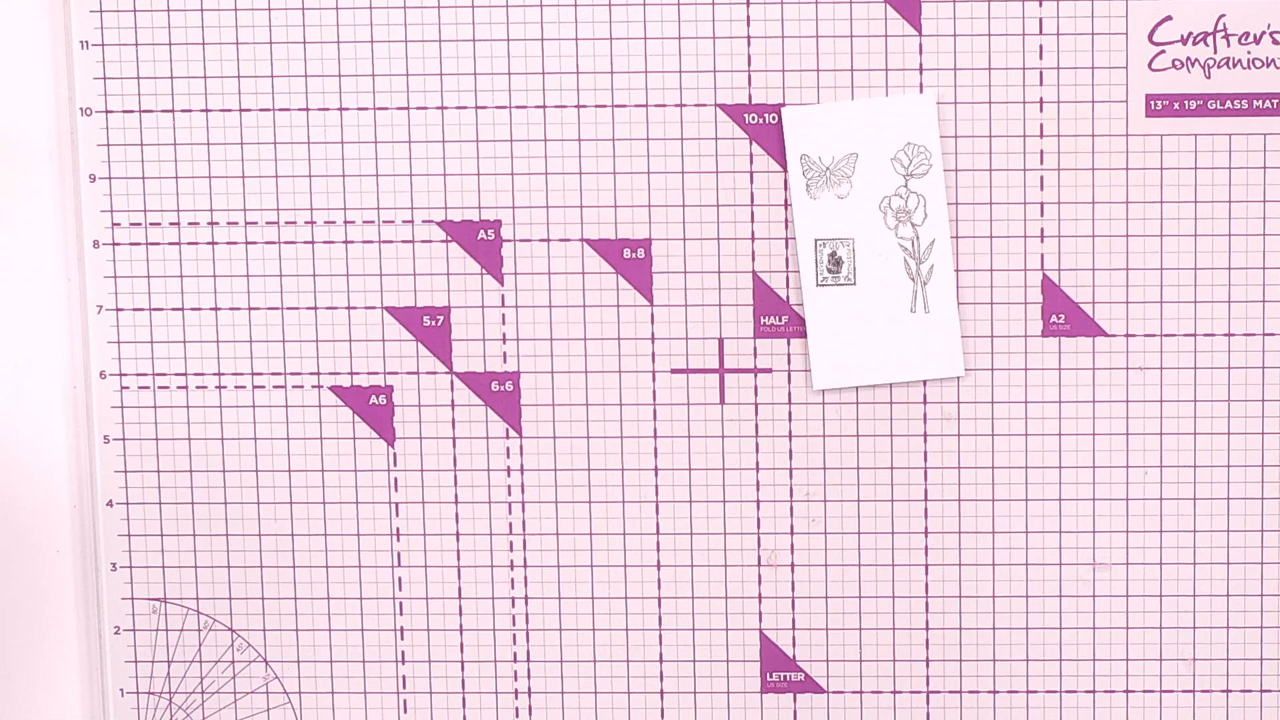 11
Crafter's
Companion
13" x 19" GLASS MAT
10
10x10
9
A5
8
8x8
7
5x7
HALF
FOLD US LETTER
A2
US SIZE
6
6x6
A6
5
4
3
2
LETTER
US SIZE
1
POSTAGE